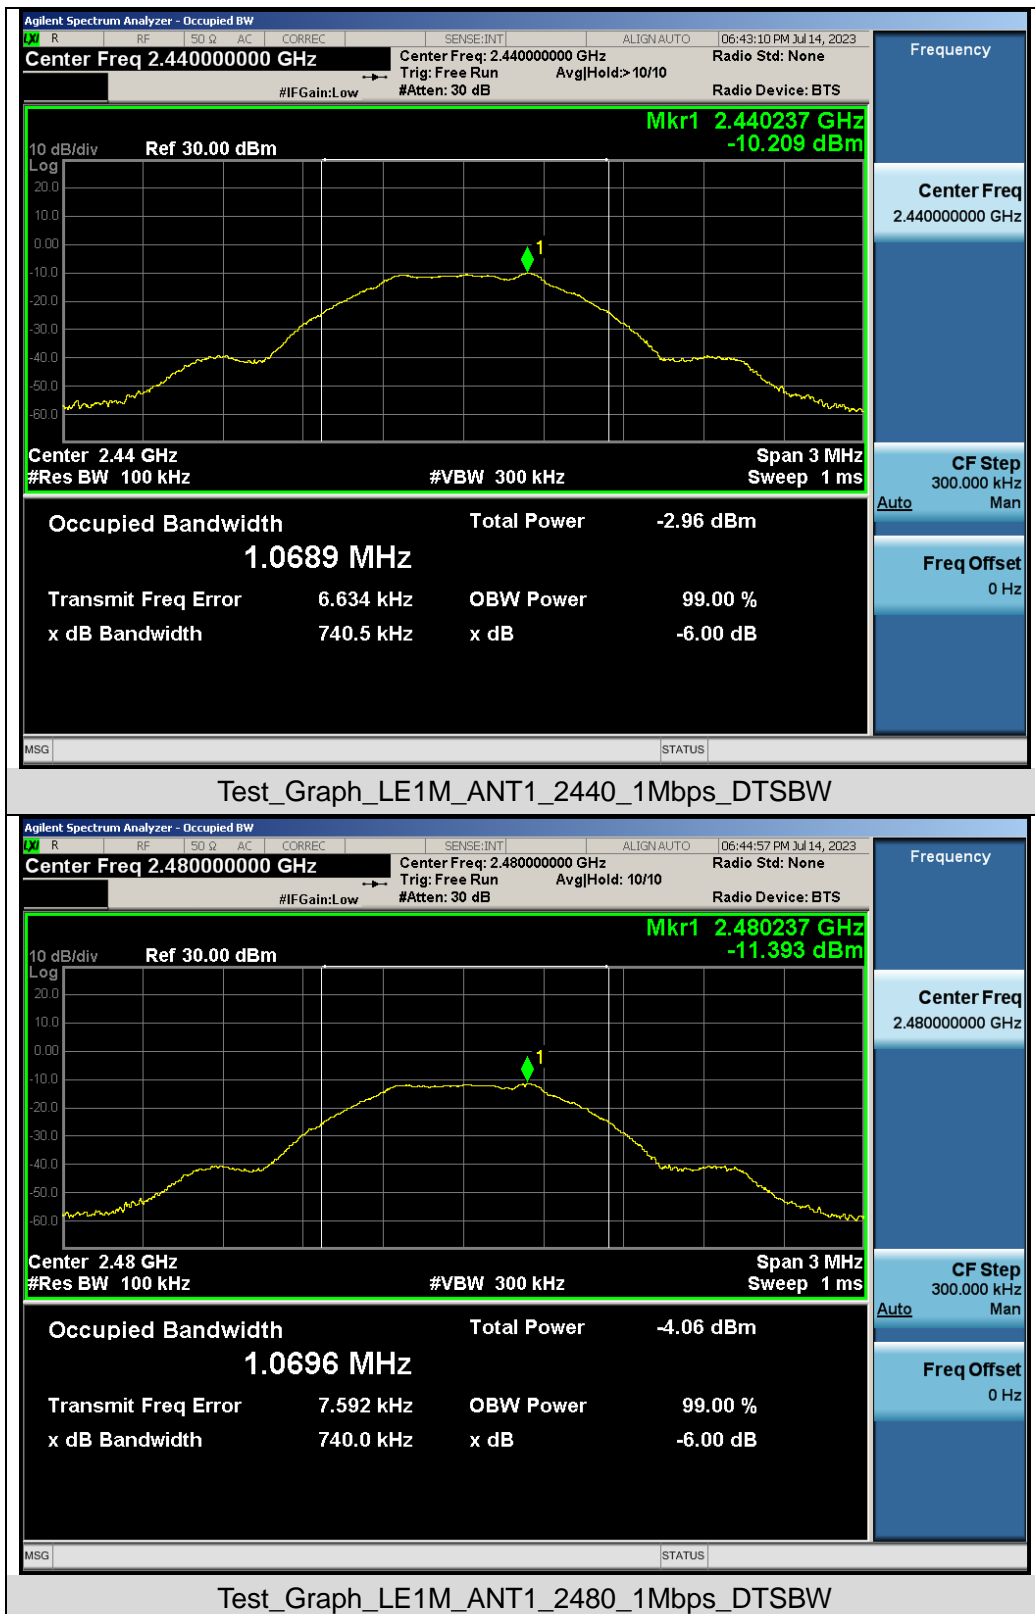 Agilent Spectrum Analyzer - Occupied BW
LXI R RF 50 Ω AC CORREC SENSE:INT ALIGN AUTO 06:43:10 PM Jul 14, 2023
Center Freq 2.440000000 GHz
Center Freq: 2.440000000 GHz
Radio Std: None
Trig: Free Run Avg|Hold:> 10/10
#IFGain:Low #Atten: 30 dB Radio Device: BTS
Frequency
Mkr1 2.440237 GHz
-10.209 dBm
10 dB/div Ref 30.00 dBm
Log
20.0
10.0
0.00
-10.0
-20.0
-30.0
-40.0
-50.0
-60.0
1
Center 2.44 GHz Span 3 MHz
#Res BW 100 kHz #VBW 300 kHz Sweep 1 ms
Center Freq
2.440000000 GHz
CF Step
300.000 kHz
Auto Man
Freq Offset
0 Hz
Occupied Bandwidth Total Power -2.96 dBm
1.0689 MHz
Transmit Freq Error 6.634 kHz OBW Power 99.00 %
x dB Bandwidth 740.5 kHz x dB -6.00 dB
MSG STATUS
Test_Graph_LE1M_ANT1_2440_1Mbps_DTSBW
Agilent Spectrum Analyzer - Occupied BW
LXI R RF 50 Ω AC CORREC SENSE:INT ALIGN AUTO 06:44:57 PM Jul 14, 2023
Center Freq 2.480000000 GHz
Center Freq: 2.480000000 GHz
Radio Std: None
Trig: Free Run Avg|Hold: 10/10
#IFGain:Low #Atten: 30 dB Radio Device: BTS
Frequency
Mkr1 2.480237 GHz
-11.393 dBm
10 dB/div Ref 30.00 dBm
Log
20.0
10.0
0.00
-10.0
-20.0
-30.0
-40.0
-50.0
-60.0
1
Center 2.48 GHz Span 3 MHz
#Res BW 100 kHz #VBW 300 kHz Sweep 1 ms
Center Freq
2.480000000 GHz
CF Step
300.000 kHz
Auto Man
Freq Offset
0 Hz
Occupied Bandwidth Total Power -4.06 dBm
1.0696 MHz
Transmit Freq Error 7.592 kHz OBW Power 99.00 %
x dB Bandwidth 740.0 kHz x dB -6.00 dB
MSG STATUS
Test_Graph_LE1M_ANT1_2480_1Mbps_DTSBW